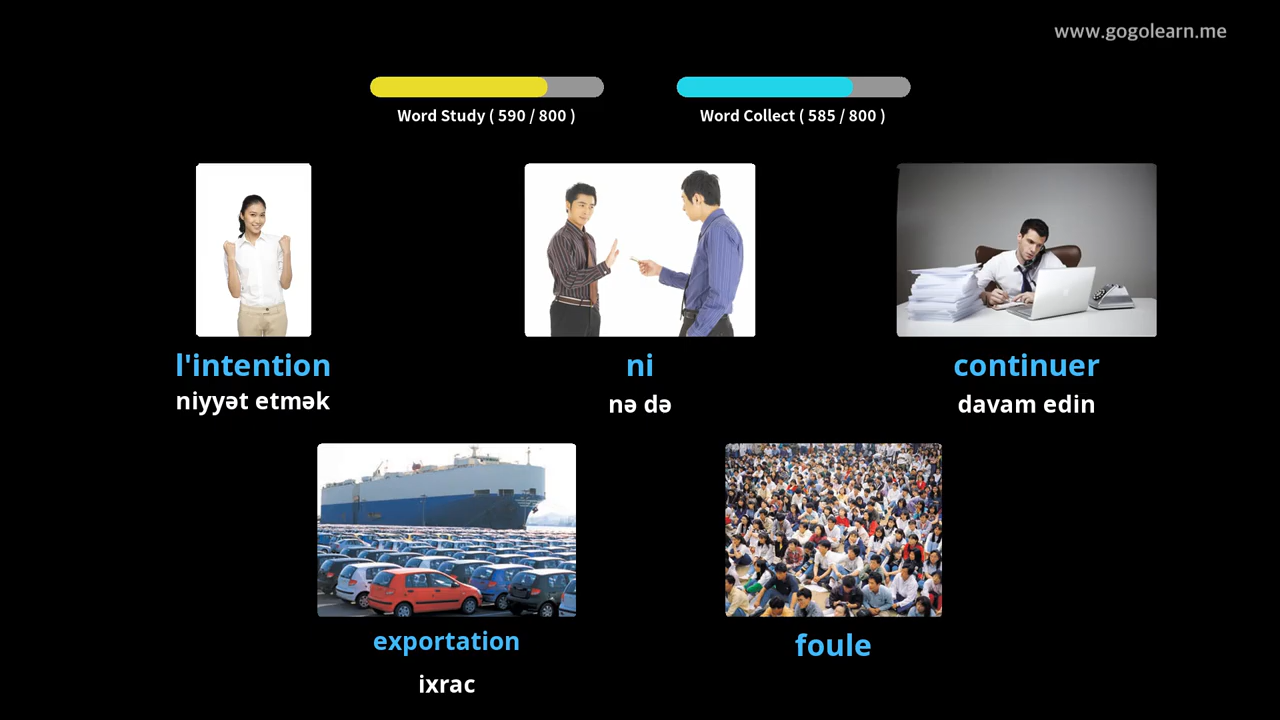 www.gogolearn.me
Word Study ( 590 / 800 )
Word Collect ( 585 / 800 )
l'intention
niyyət etmək
ni
nə də
continuer
davam edin
exportation
ixrac
foule